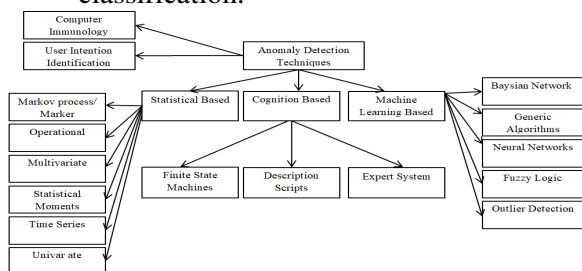 classification.
Computer
Immunology
User Intention
Identification
Anomaly Detection
Techniques
Markov process/
Marker
Operational
Multivariate
Statistical
Moments
Time Series
Univar ate
Statistical Based
Cognition Based
Machine
Learning Based
Finite State
Machines
Description
Scripts
Expert System
Baysian Network
Generic
Algorithms
Neural Networks
Fuzzy Logic
Outlier Detection